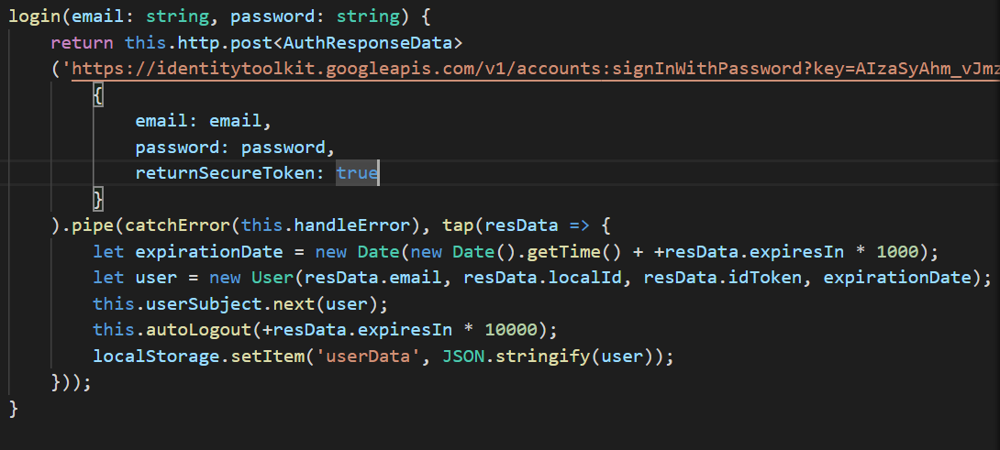 login(email: string, password: string) {
return this.http.post<AuthResponseData>
('https://identitytoolkit.googleapis.com/v1/accounts:signInWithPassword?key=AIzaSyAhm_vJmz
{
email: email,
password: password,
returnSecureToken: true
}
).pipe(catchError(this.handleError), tap(resData => {
let expirationDate = new Date(new Date().getTime() + +resData.expiresIn * 1000);
let user = new User(resData.email, resData.localId, resData.idToken, expirationDate);
this.userSubject.next(user);
this.autoLogout(+resData.expiresIn * 10000);
localStorage.setItem('userData', JSON.stringify(user));
}));
}